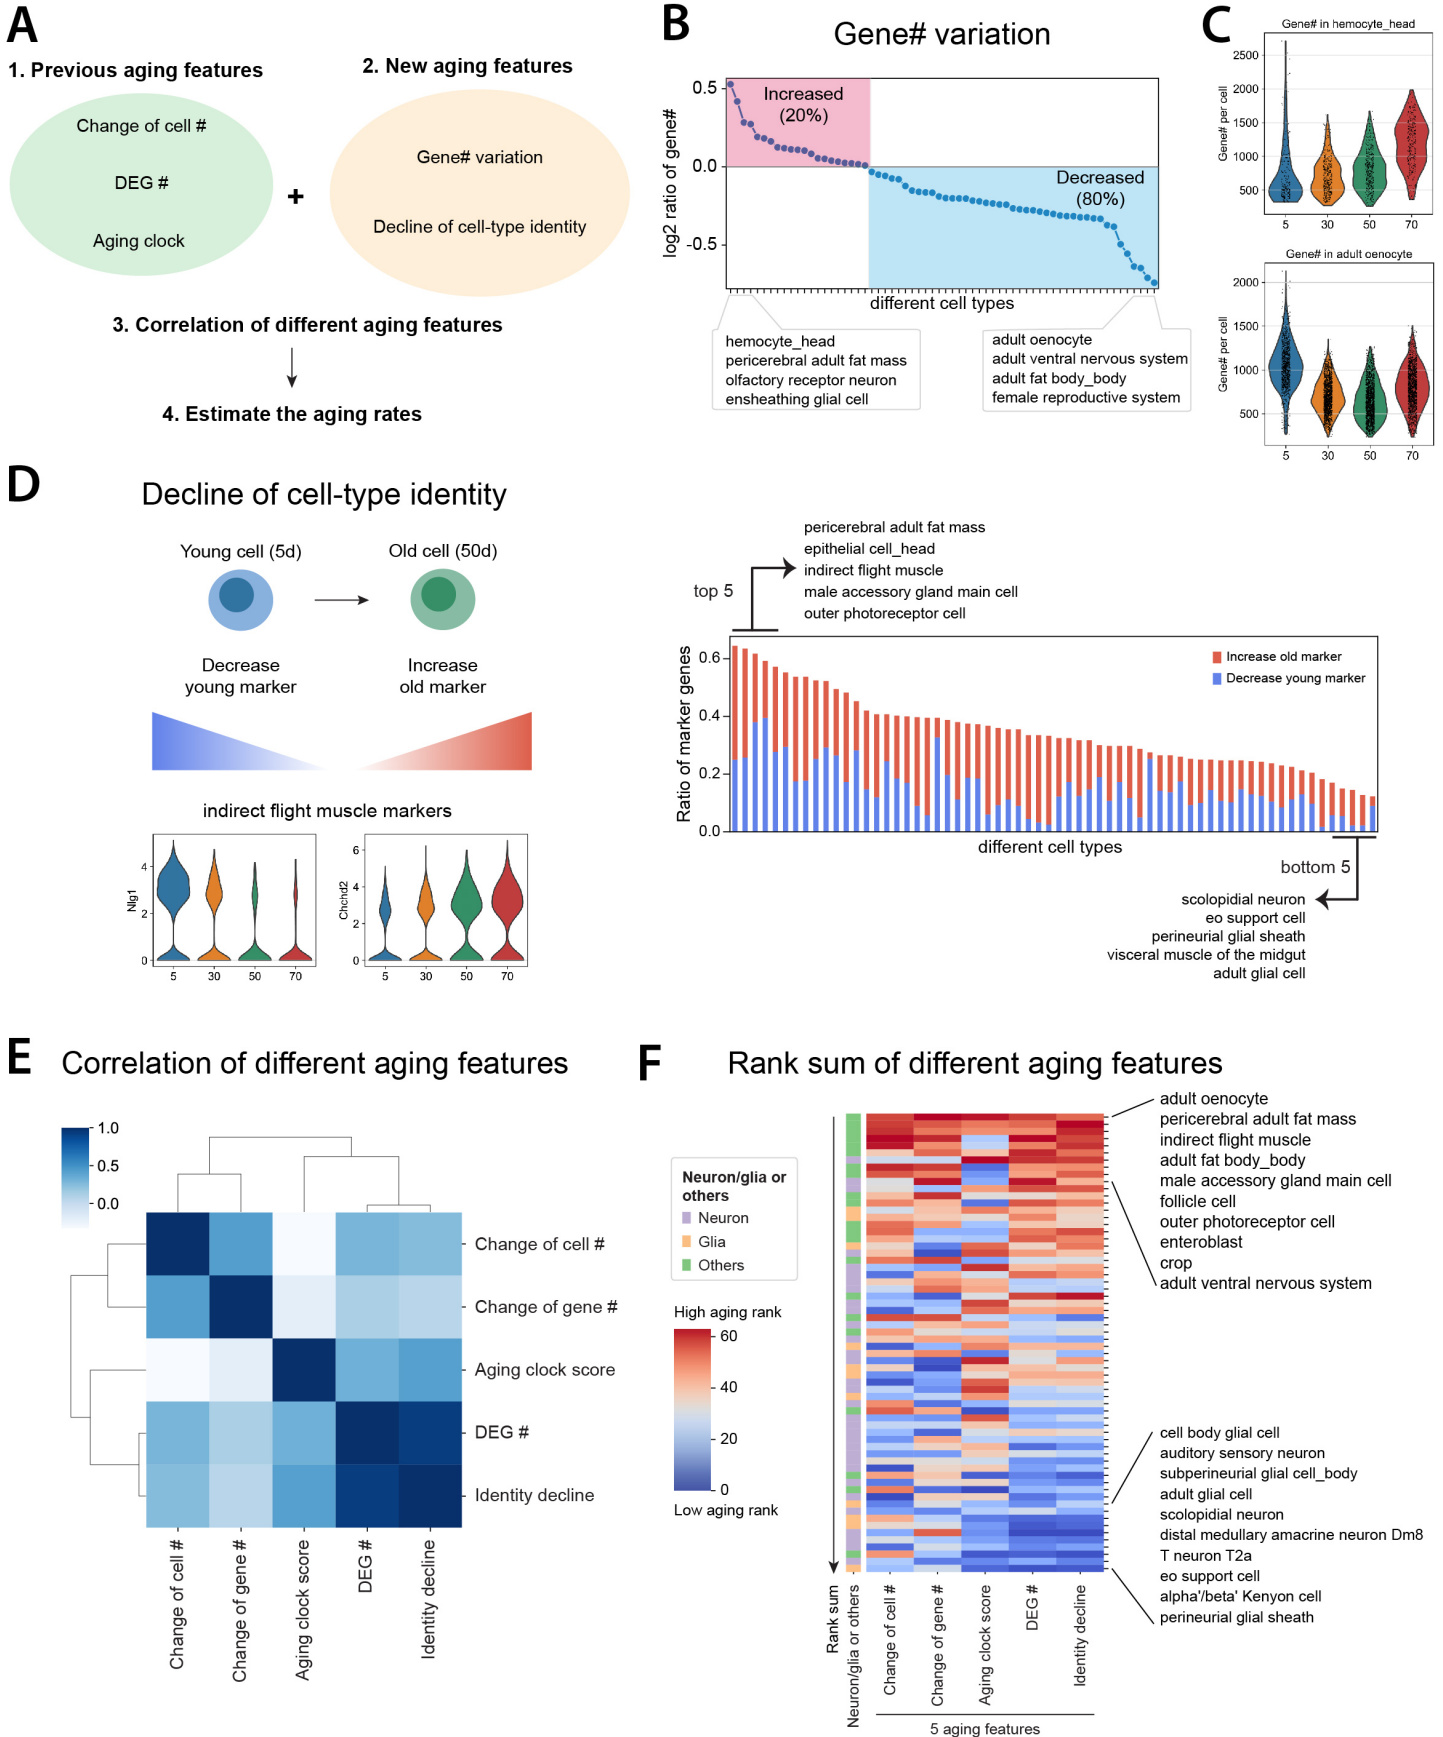 A
1. Previous aging features
Change of cell #
DEG #
Aging clock
+
2. New aging features
Gene# variation
Decline of cell-type identity
3. Correlation of different aging features
4. Estimate the aging rates
B
Gene# variation
log2 ratio of gene#
0.5
0.0
-0.5
Increased
(20%)
Decreased
(80%)
different cell types
hemocyte_head
pericerebral adult fat mass
olfactory receptor neuron
ensheathing glial cell
adult oenocyte
adult ventral nervous system
adult fat body_body
female reproductive system
C
Gene# in hemocyte_head
Gene# per cell
2500
2000
1500
1000
500
5 30 50 70
Gene# in adult oenocyte
Gene# per cell
2000
1500
1000
500
5 30 50 70
D
Decline of cell-type identity
Young cell (5d)
Old cell (50d)
Decrease
young marker
Increase
old marker
indirect flight muscle markers
Nlg1
4
2
0
5 30 50 70
Chchd2
6
4
2
0
5 30 50 70
top 5
pericerebral adult fat mass
epithelial cell_head
indirect flight muscle
male accessory gland main cell
outer photoreceptor cell
Ratio of marker genes
0.6
0.4
0.2
0.0
Increase old marker
Decrease young marker
different cell types
bottom 5
scolopidial neuron
eo support cell
perineurial glial sheath
visceral muscle of the midgut
adult glial cell
E
Correlation of different aging features
1.0
0.5
0.0
Change of cell #
Change of gene #
Aging clock score
DEG #
Identity decline
Change of cell #
Change of gene #
Aging clock score
DEG #
Identity decline
F
Rank sum of different aging features
Neuron/glia or
others
Neuron
Glia
Others
High aging rank
60
40
20
0
Low aging rank
adult oenocyte
pericerebral adult fat mass
indirect flight muscle
adult fat body_body
male accessory gland main cell
follicle cell
outer photoreceptor cell
enteroblast
crop
adult ventral nervous system
cell body glial cell
auditory sensory neuron
subperineurial glial cell_body
adult glial cell
scolopidial neuron
distal medullary amacrine neuron Dm8
T neuron T2a
eo support cell
alpha'/beta' Kenyon cell
perineurial glial sheath
Rank sum
Neuron/glia or others
Change of cell #
Change of gene #
Aging clock score
DEG #
Identity decline
5 aging features